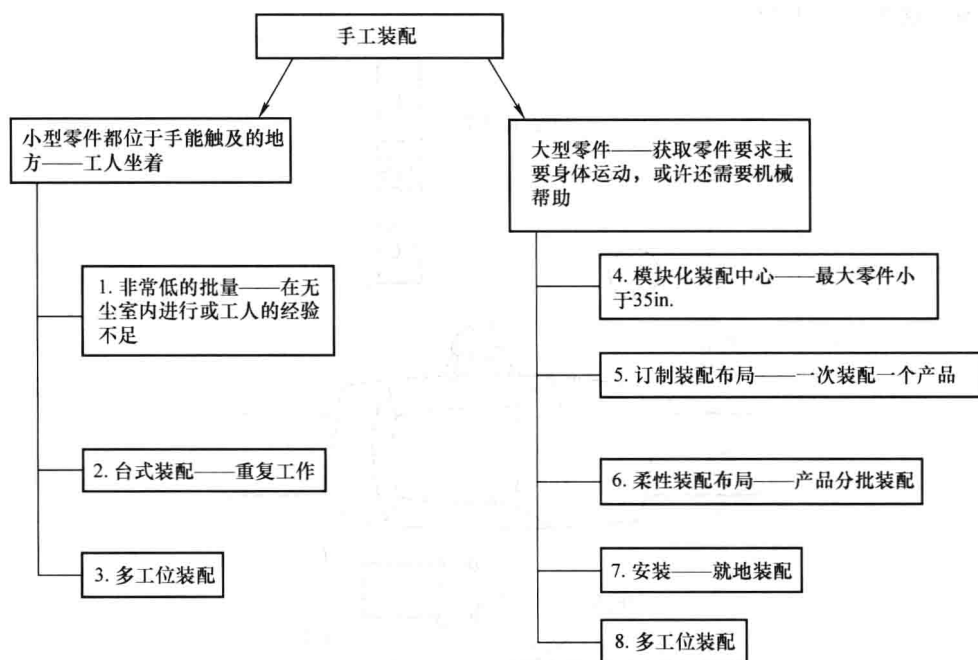 手工装配
小型零件都位于手能触及的地
方——工人坐着
1. 非常低的批量——在无
尘室内进行或工人的经验
不足
2. 台式装配——重复工作
3. 多工位装配
大型零件——获取零件要求主
要身体运动，或许还需要机械
帮助
4. 模块化装配中心——最大零件小
于35in.
5. 订制装配布局——一次装配一个产品
6. 柔性装配布局——产品分批装配
7. 安装——就地装配
8. 多工位装配